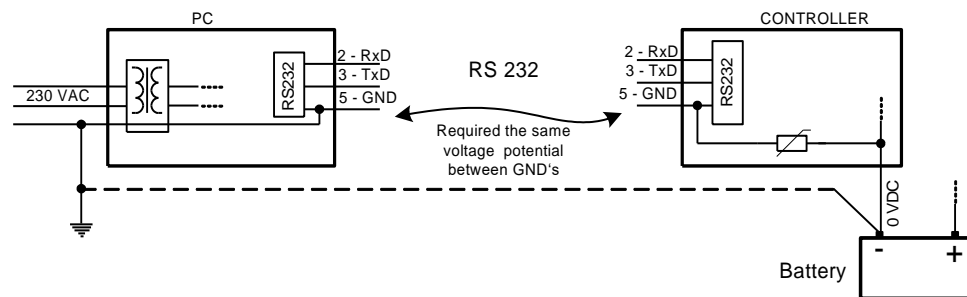 PC
230 VAC
RS232
2 - RxD
3 - TxD
5 - GND
RS 232
Required the same
voltage potential
between GND's
CONTROLLER
2 - RxD
3 - TxD
5 - GND
RS232
0 VDC
- +
Battery